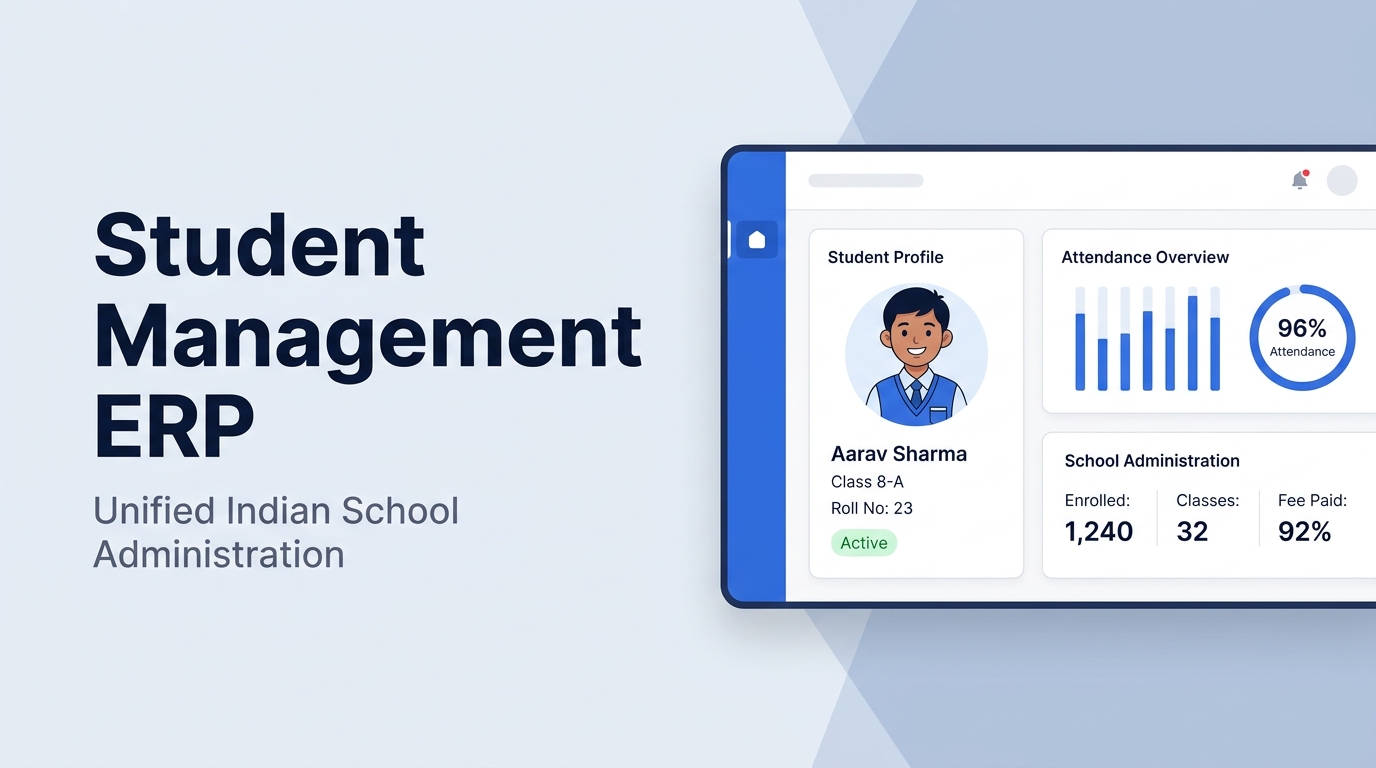 Student
Management
ERP
Unified Indian School
Administration
Student Profile
Aarav Sharma
Class 8-A
Roll No: 23
Active
Attendance Overview
96%
Attendance
School Administration
Enrolled:
1,240
Classes:
32
Fee Paid:
92%